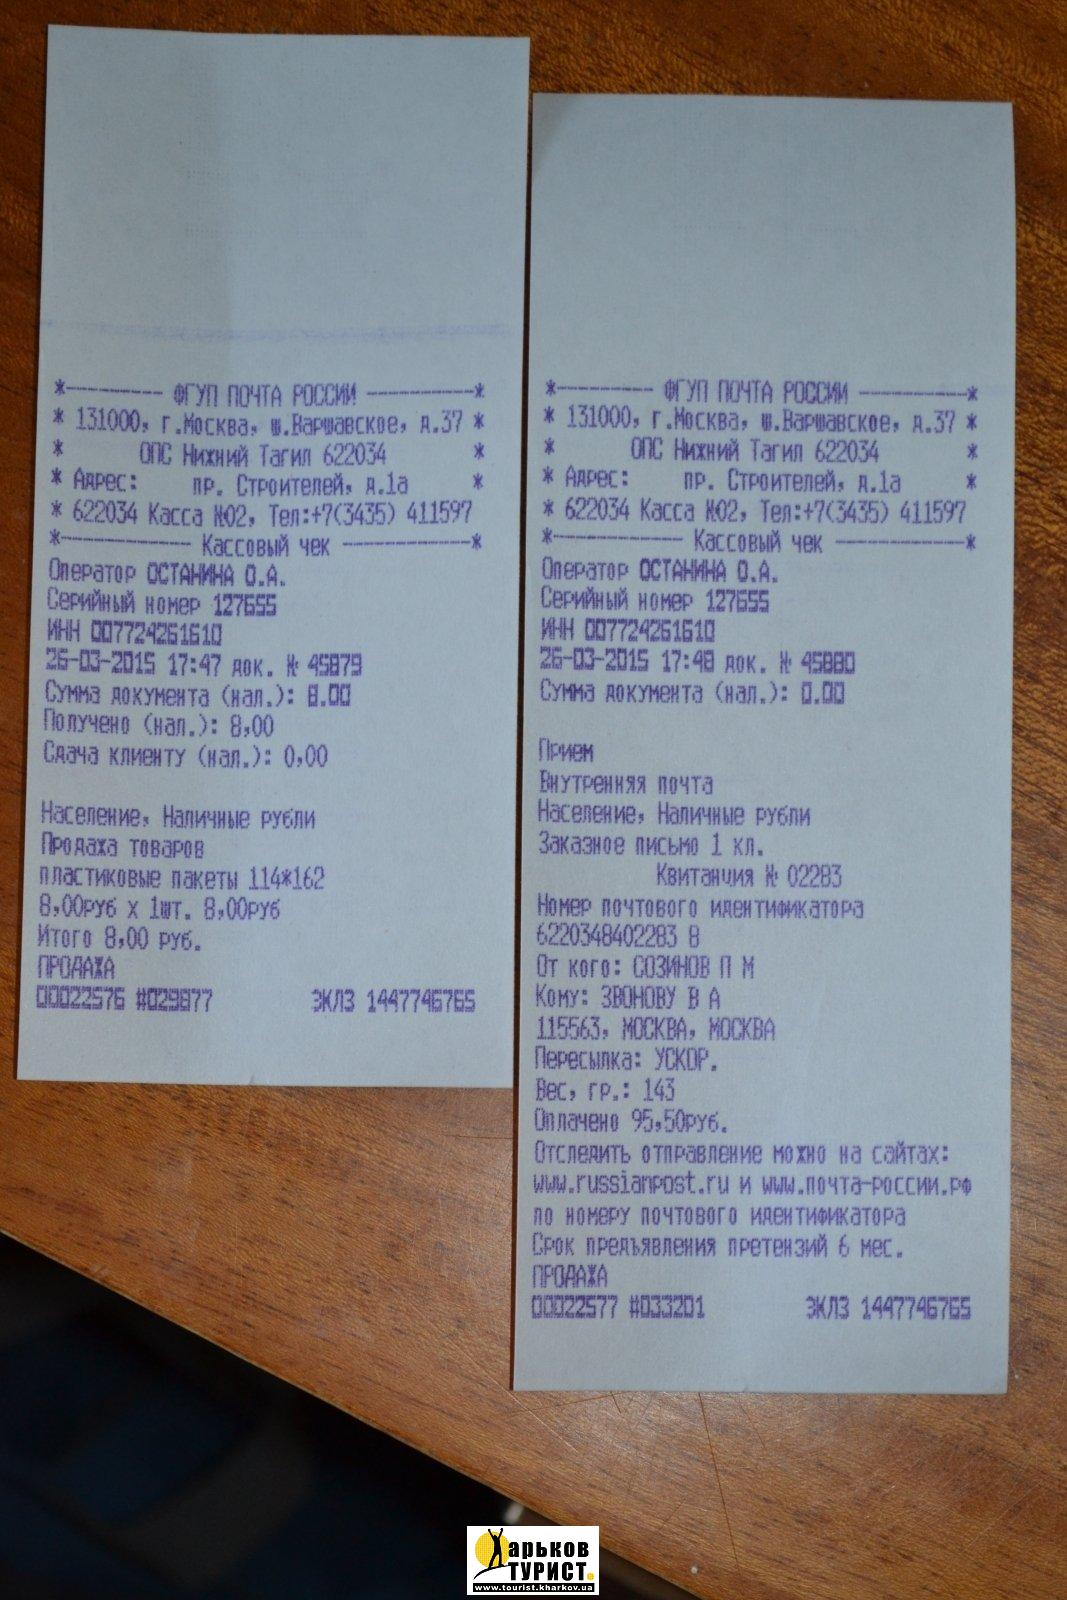 *---------- ФГУП ПОЧТА РОССИИ -----------*
* 131000, г.Москва, ш.Варшавское, д.37 *
* ОПС Нижний Тагил 622034 *
* Адрес: пр. Строителей, д.1а *
* 622034 Касса №02, Тел:+7(3435) 411597
*-------------- Кассовый чек --------------*
Оператор ОСТАНИНА О.А.
Серийный номер 127655
ИНН 007724261610
26-03-2015 17:47 док. № 45879
Сумма документа (нал.): 8.00
Получено (нал.): 8,00
Сдача клиенту (нал.): 0,00
Население, Наличные рубли
Продажа товаров
пластиковые пакеты 114*162
8,00руб х 1шт. 8,00руб
Итого 8,00 руб.
ПРОДАЖА
00022576 #029877 ЭКЛЗ 1447746765
*---------- ФГУП ПОЧТА РОССИИ -----------*
* 131000, г.Москва, ш.Варшавское, д.37 *
* ОПС Нижний Тагил 622034 *
* Адрес: пр. Строителей, д.1а *
* 622034 Касса №02, Тел:+7(3435) 411597
*-------------- Кассовый чек --------------*
Оператор ОСТАНИНА О.А.
Серийный номер 127655
ИНН 007724261610
26-03-2015 17:48 док. № 45880
Сумма документа (нал.): 0.00
Прием
Внутренняя почта
Население, Наличные рубли
Заказное письмо 1 кл.
Квитанция № 02283
Номер почтового идентификатора
6220348402283 8
От кого: СОЗИНОВ П М
Кому: ЗВОНОВУ В А
115563, МОСКВА, МОСКВА
Пересылка: УСКОР.
Вес, гр.: 143
Оплачено 95,50руб.
Отследить отправление можно на сайтах:
www.russianpost.ru и www.почта-россии.рф
по номеру почтового идентификатора
Срок предъявления претензий 6 мес.
ПРОДАЖА
00022577 #033201 ЭКЛЗ 1447746765
Харьков
ТУРИСТ.
www.tourist.kharkov.ua